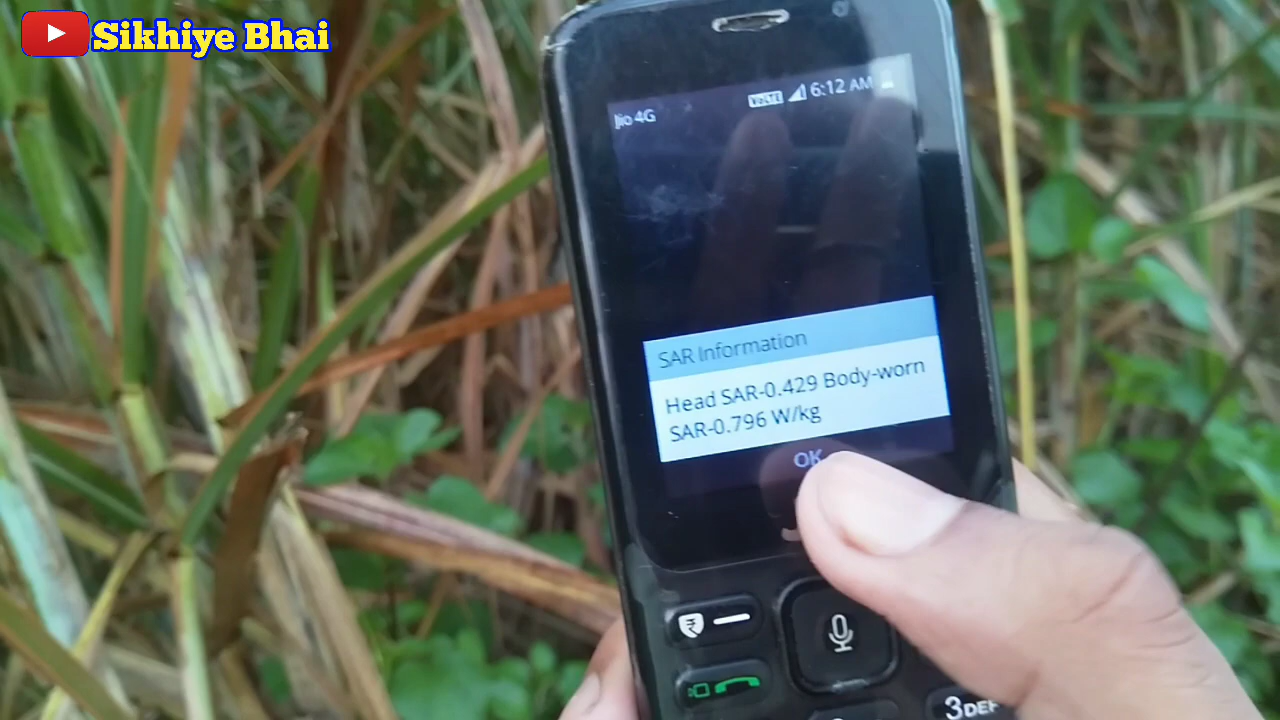 Sikhiye Bhai
Jio 4G VoLTE 6:12 AM
SAR Information
Head SAR-0.429 Body-worn
SAR-0.796 W/kg
OK
3DEF